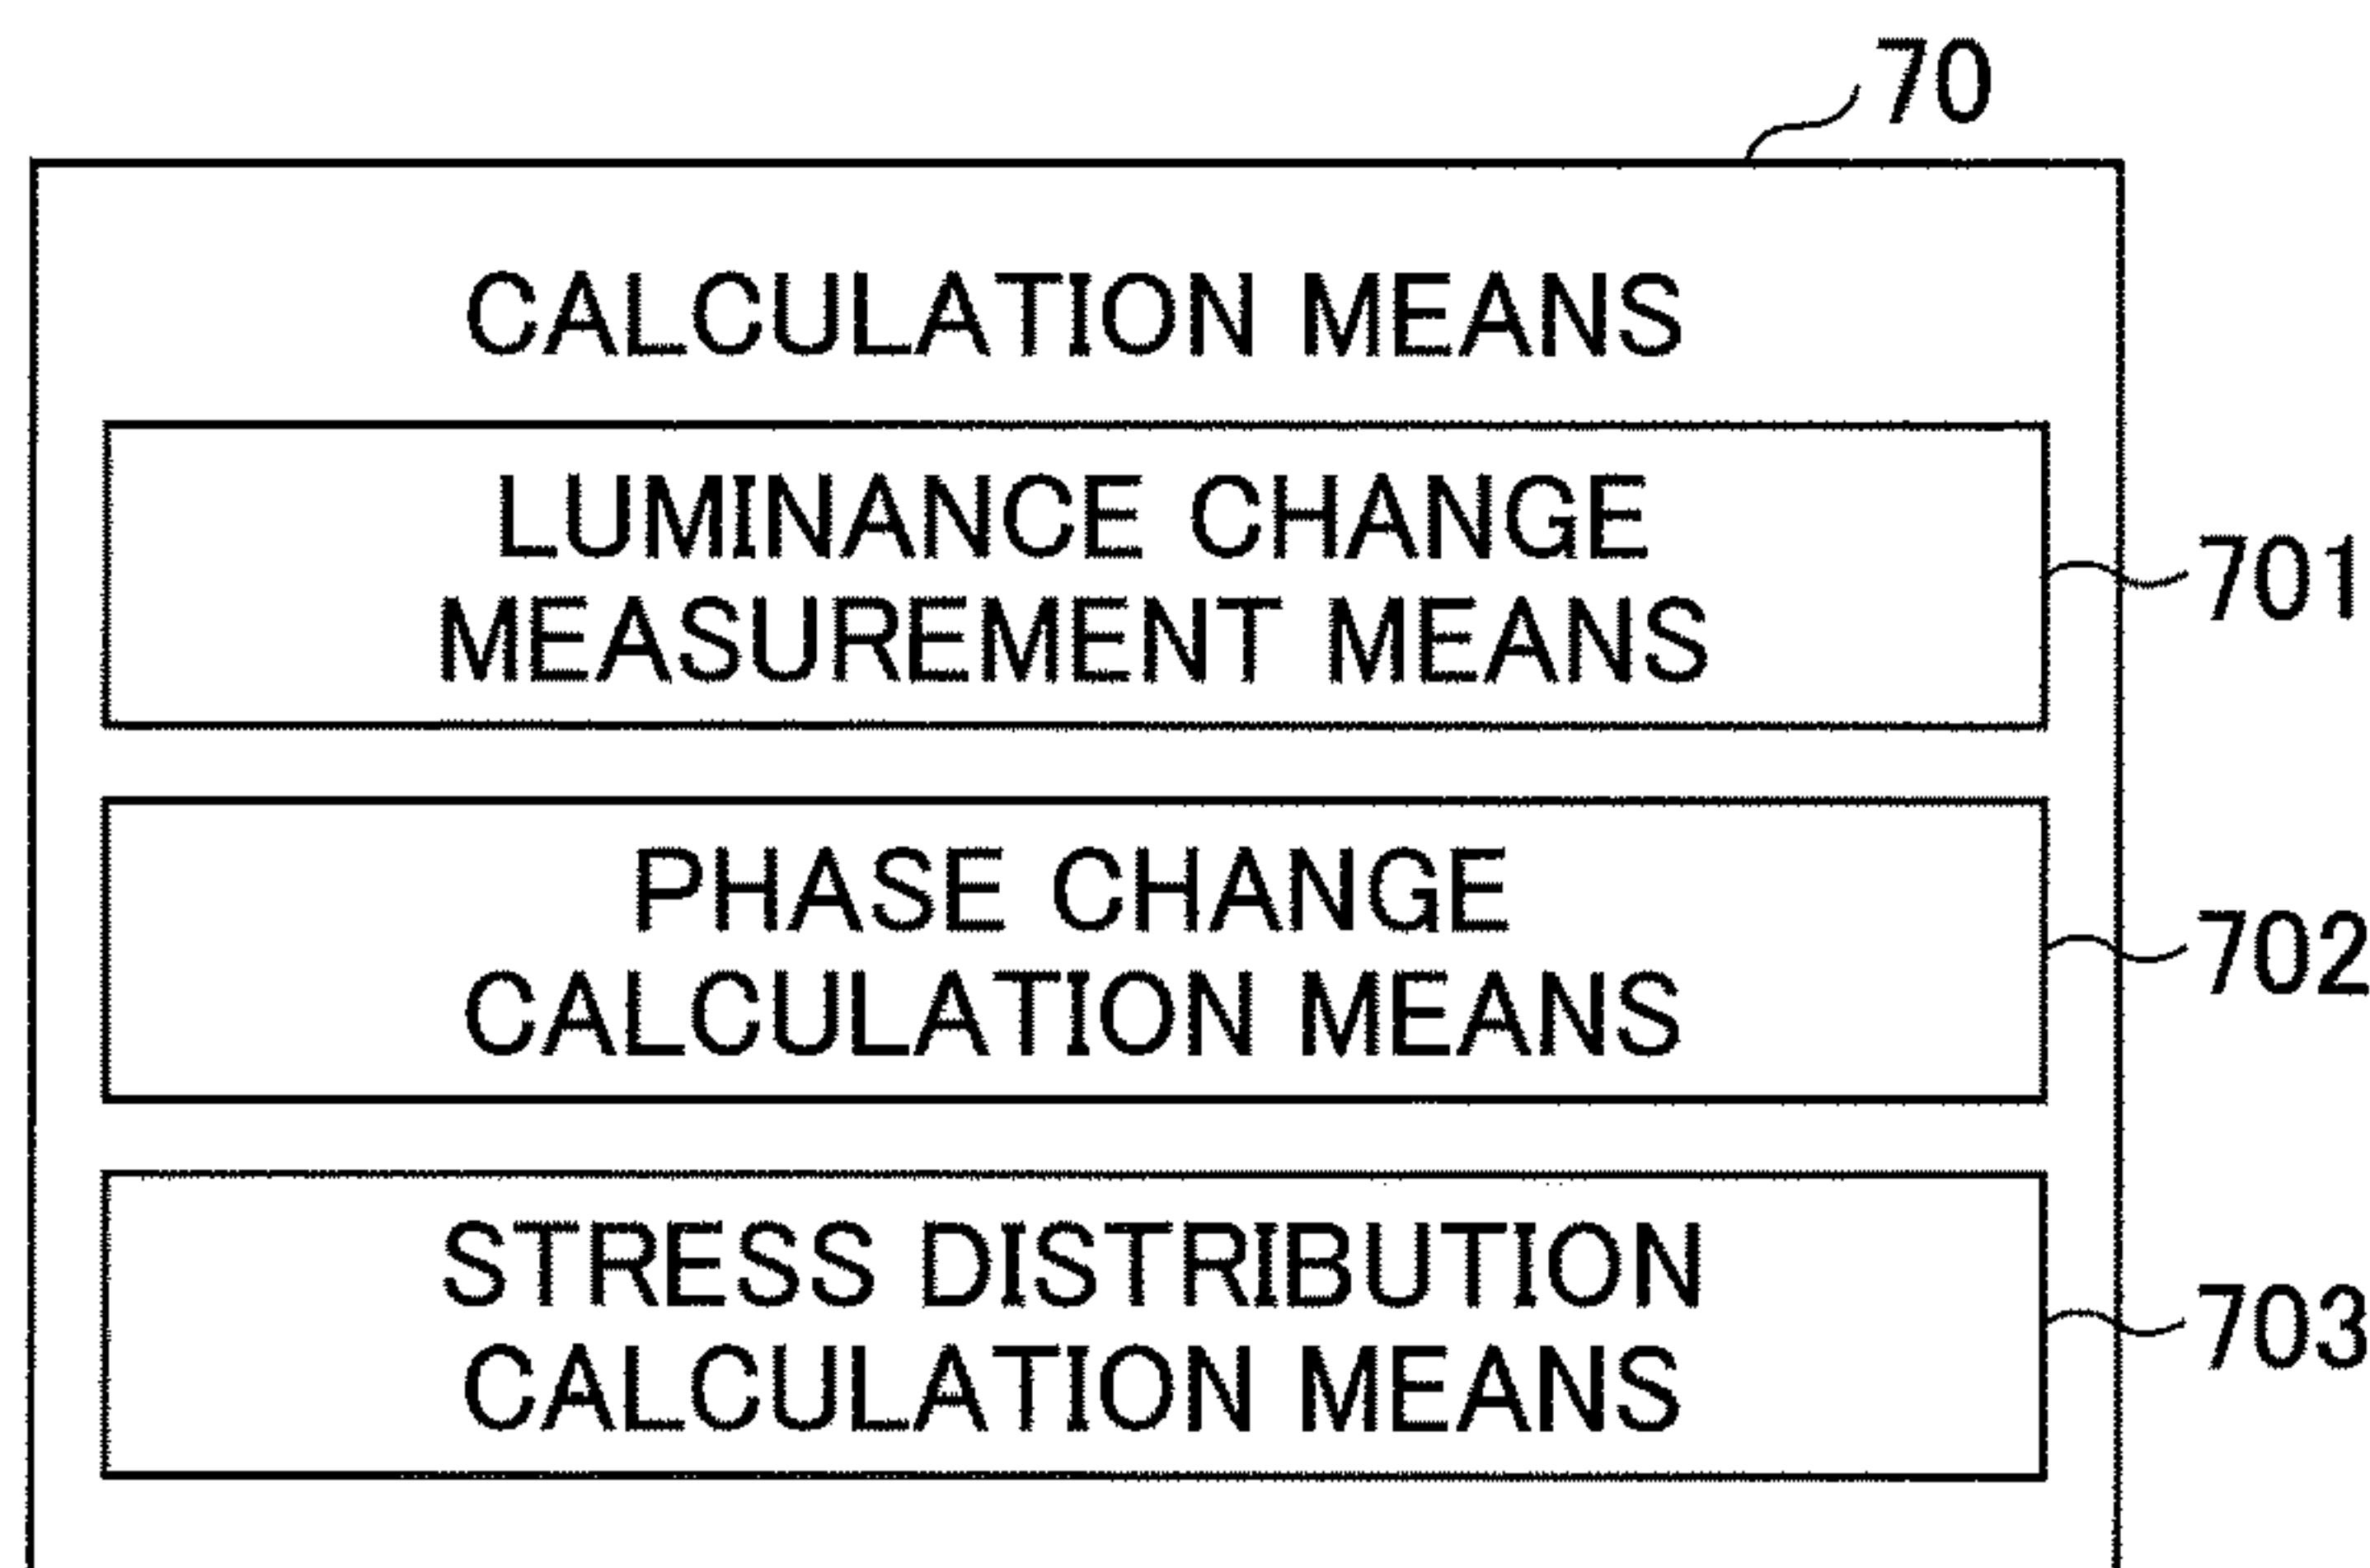 70
CALCULATION MEANS
LUMINANCE CHANGE
MEASUREMENT MEANS
701
PHASE CHANGE
CALCULATION MEANS
702
STRESS DISTRIBUTION
CALCULATION MEANS
703